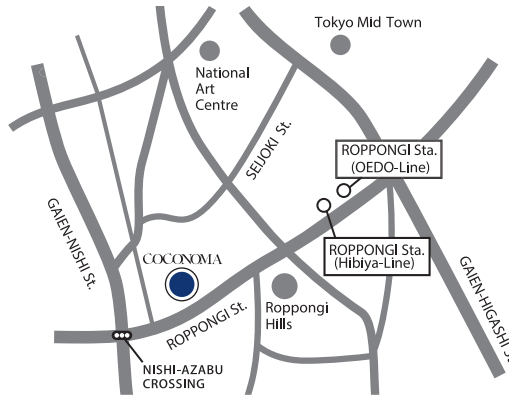 Tokyo Mid Town
National
Art
Centre
SEIJOKI St.
ROPPONGI Sta.
(OEDO-Line)
GAIEN-NISHI St.
COCONOMA
ROPPONGI Sta.
(Hibiya-Line)
ROPPONGI St.
Roppongi
Hills
GAIEN-HIGASHI St
NISHI-AZABU
CROSSING